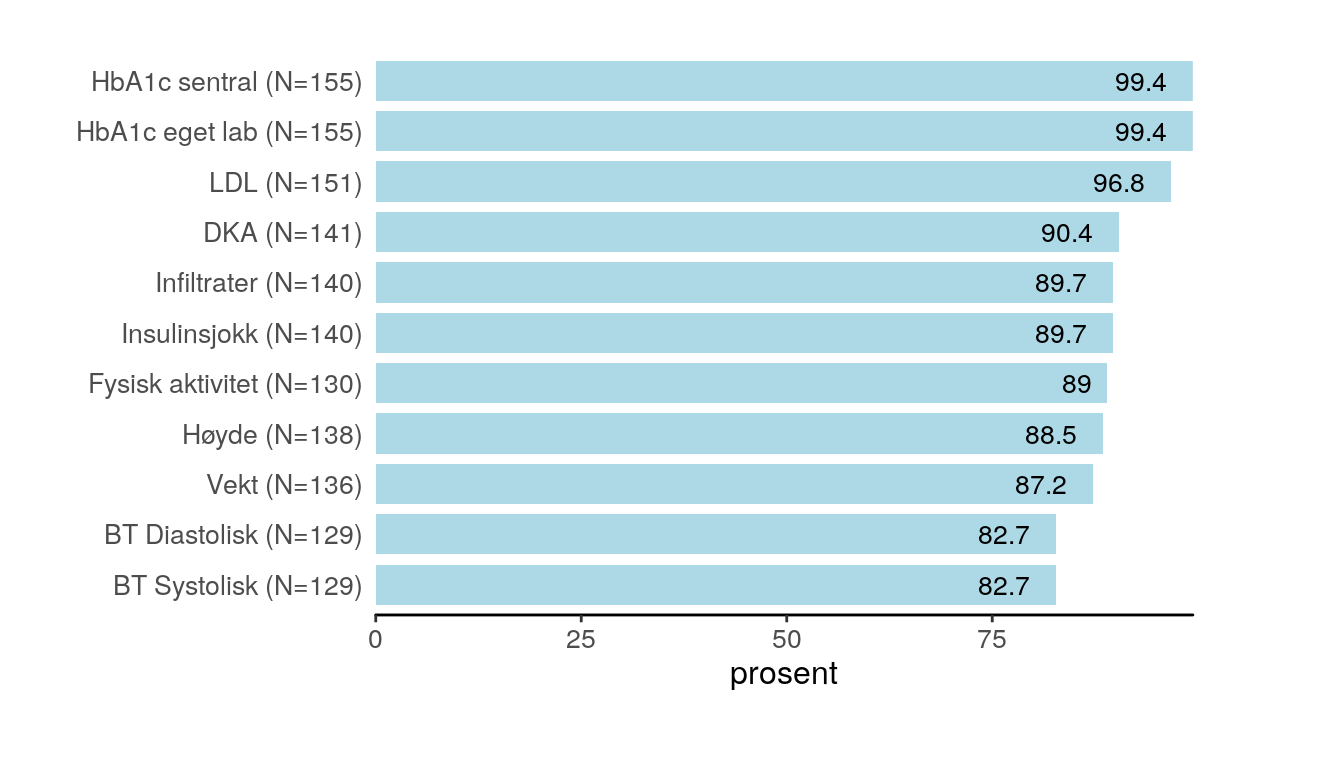 HbA1c sentral (N=155) 99.4
HbA1c eget lab (N=155) 99.4
LDL (N=151) 96.8
DKA (N=141) 90.4
Infiltrater (N=140) 89.7
Insulinsjokk (N=140) 89.7
Fysisk aktivitet (N=130) 89
Høyde (N=138) 88.5
Vekt (N=136) 87.2
BT Diastolisk (N=129) 82.7
BT Systolisk (N=129) 82.7
0 25 50 75
prosent